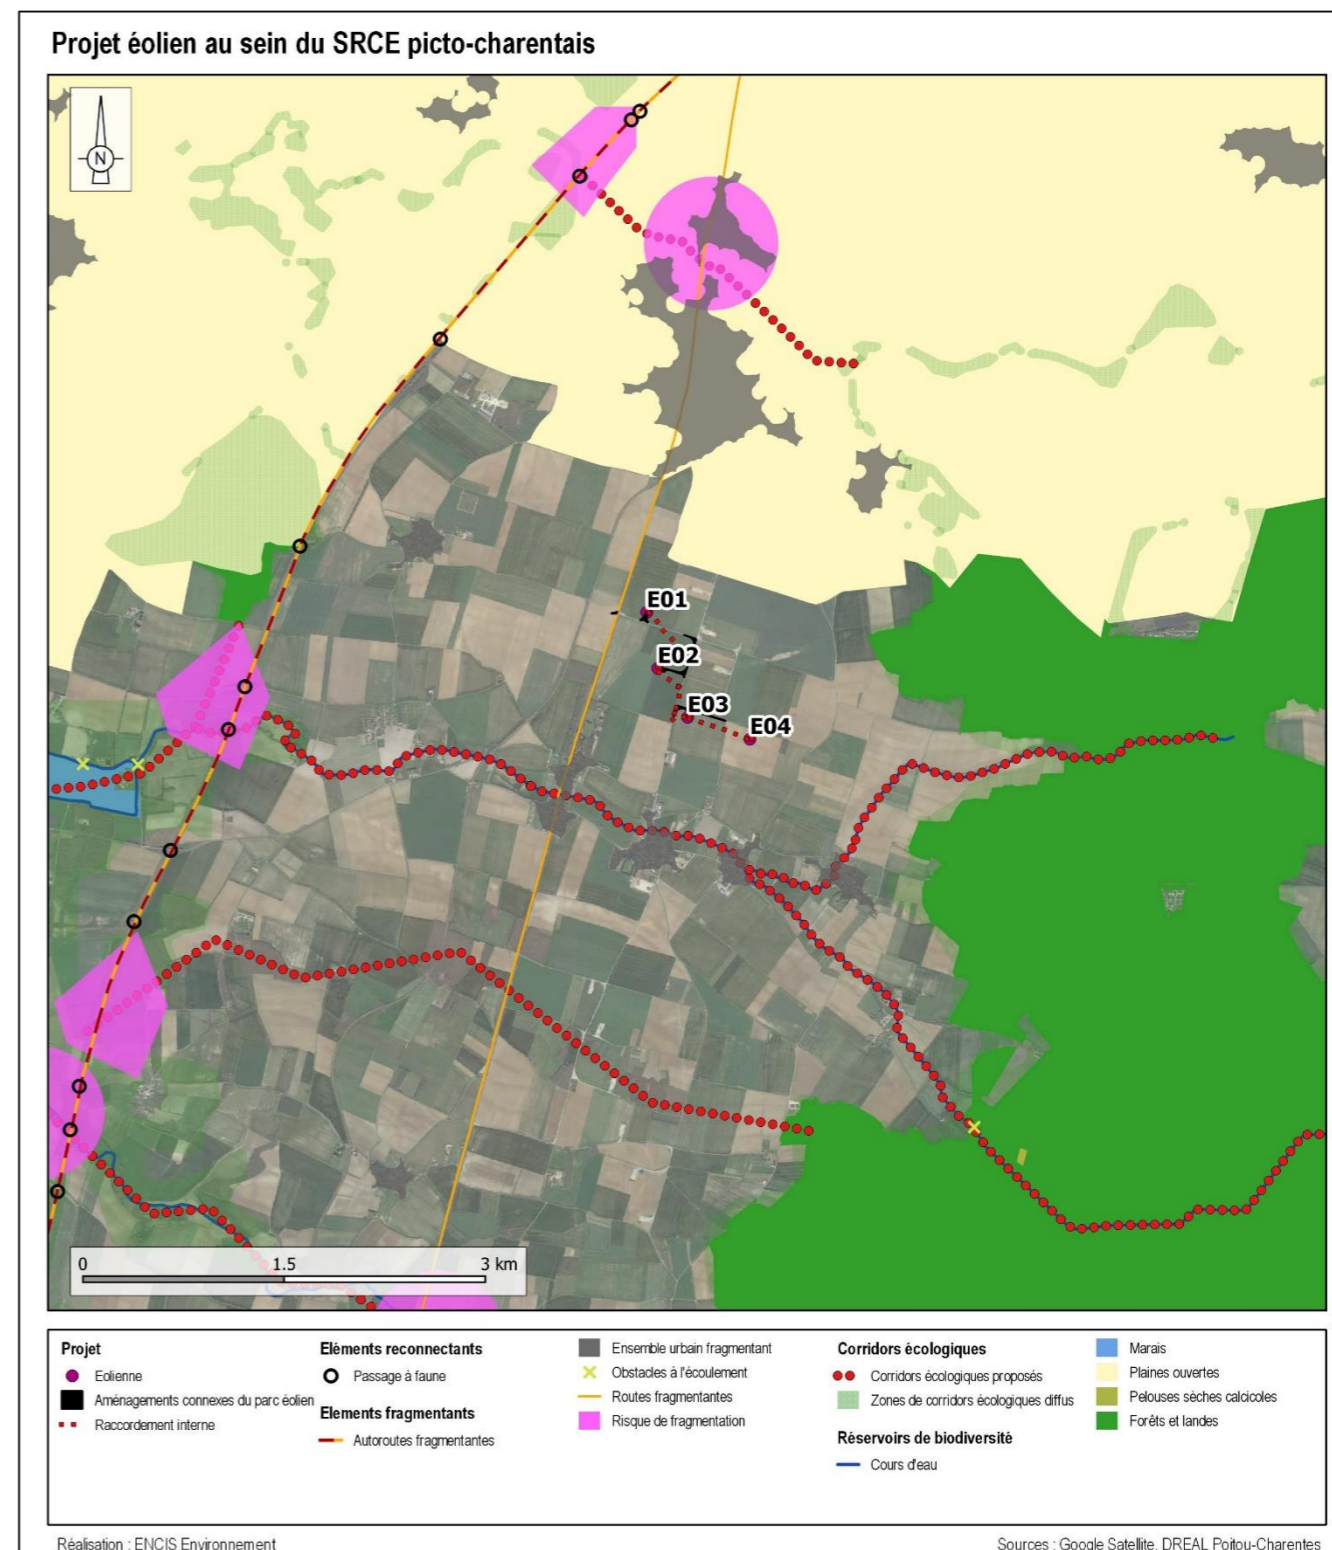 Projet éolien au sein du SRCE picto-charentais
N
E01
E02
E03
E04
0 1.5 3 km
Projet
Eolienne
Aménagements connexes du parc éolien
Raccordement interne
Eléments reconnectants
Passage à faune
Elements fragmentants
Autoroutes fragmentantes
Ensemble urbain fragmentant
Obstacles à l'écoulement
Routes fragmentantes
Risque de fragmentation
Corridors écologiques
Corridors écologiques proposés
Zones de corridors écologiques diffus
Réservoirs de biodiversité
Cours d'eau
Marais
Plaines ouvertes
Pelouses sèches calcicoles
Forêts et landes
Réalisation : ENCIS Environnement
Sources : Google Satellite, DREAL Poitou-Charentes